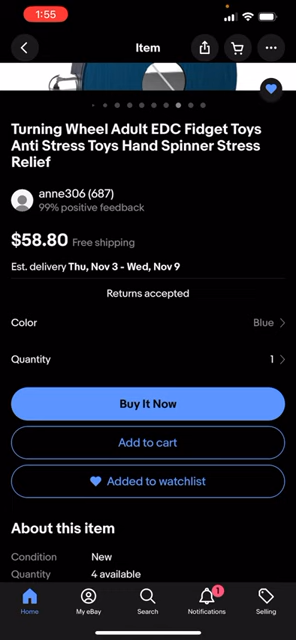 1:55
Item
Turning Wheel Adult EDC Fidget Toys
Anti Stress Toys Hand Spinner Stress
Relief
anne306 (687)
99% positive feedback
$58.80 Free shipping
Est. delivery Thu, Nov 3 - Wed, Nov 9
Returns accepted
Color Blue
Quantity 1
Buy It Now
Add to cart
Added to watchlist
About this item
Condition New
Quantity 4 available
1
Home My eBay Search Notifications Selling